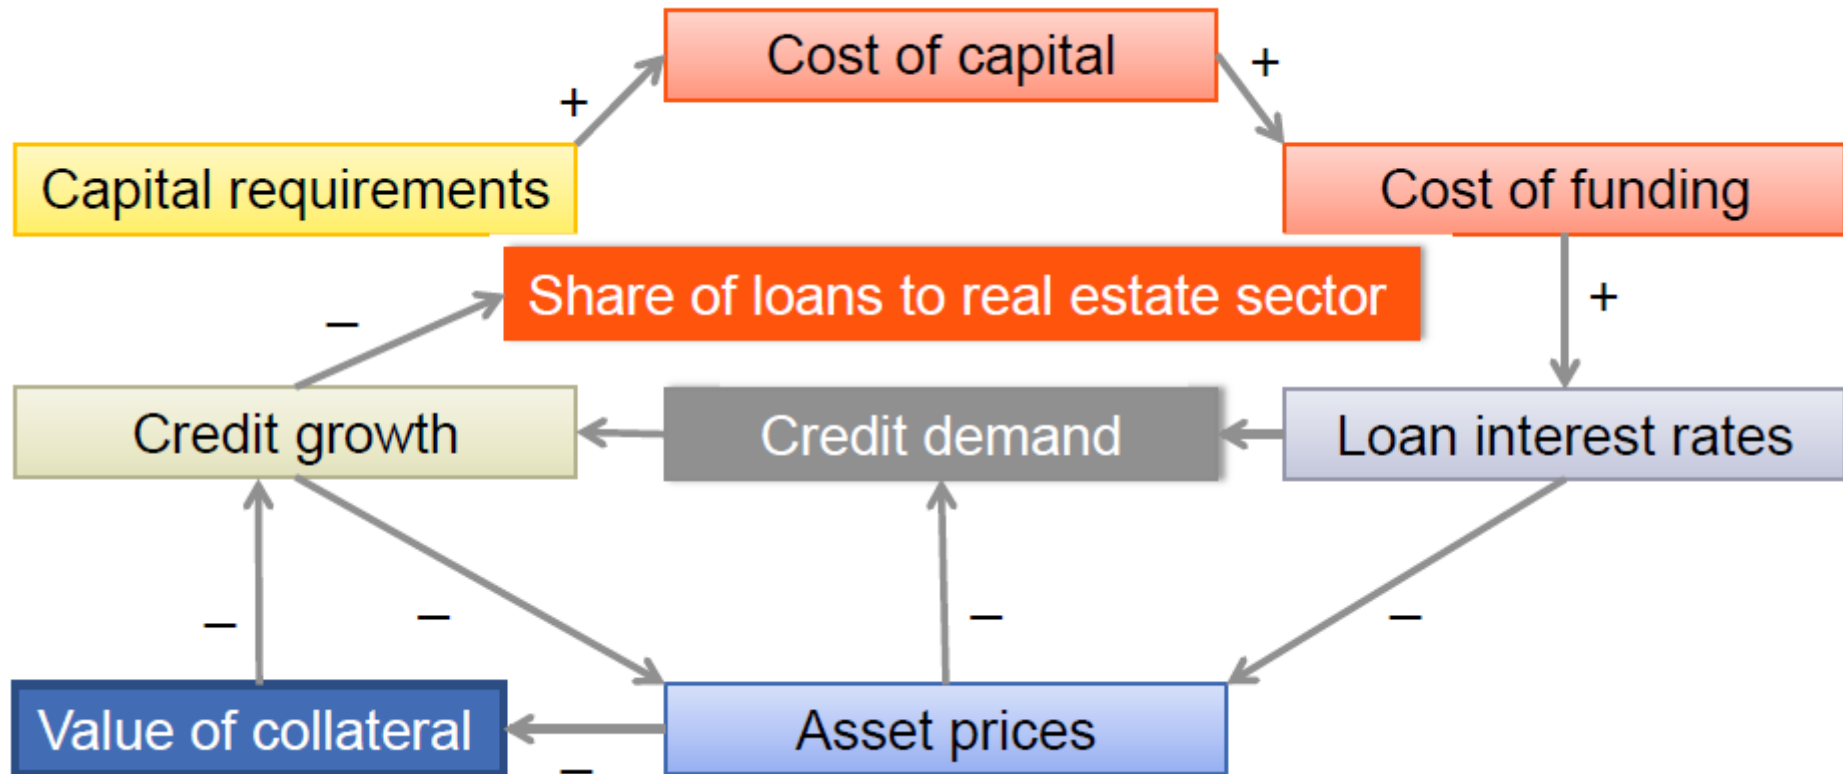 Cost of capital
+
+
Capital requirements
Cost of funding
Share of loans to real estate sector
+
–
Credit growth
Credit demand
Loan interest rates
–
–
–
–
Value of collateral
Asset prices
–